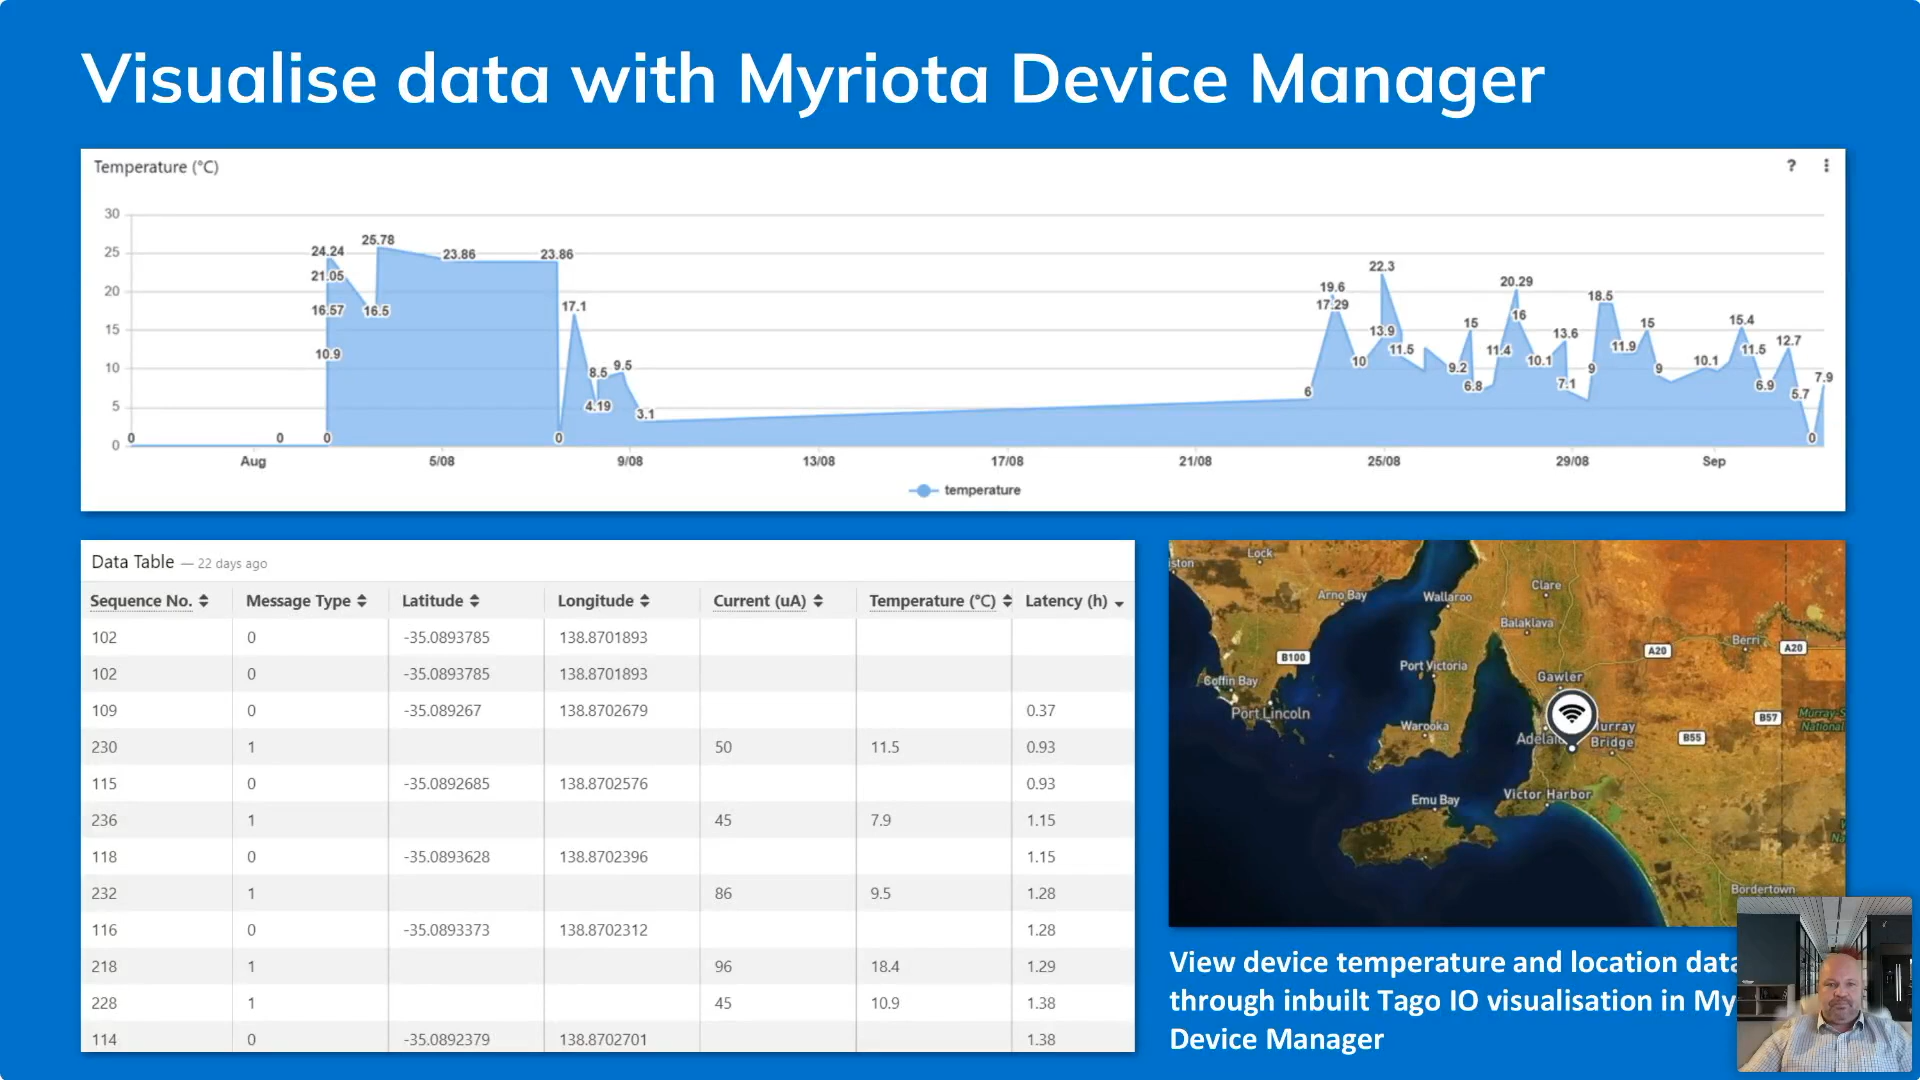 Visualise data with Myriota Device Manager
Temperature (°C)
?
30
25
20
15
10
5
0
0 0 0 10.9 16.57 21.05 24.24 16.5 25.78 23.86 23.86 0 17.1 8.5 4.19 9.5 3.1 6 17.29 19.6 10 13.9 22.3 11.5 9.2 15 6.8 11.4 20.29 16 10.1 13.6 7.1 9 18.5 11.9 15 9 10.1 15.4 11.5 6.9 12.7 5.7 0 7.9
Aug 5/08 9/08 13/08 17/08 21/08 25/08 29/08 Sep
temperature
Data Table — 22 days ago
Sequence No. Message Type Latitude Longitude Current (uA) Temperature (°C) Latency (h)
102 0 -35.0893785 138.8701893
102 0 -35.0893785 138.8701893
109 0 -35.089267 138.8702679 0.37
230 1 50 11.5 0.93
115 0 -35.0892685 138.8702576 0.93
236 1 45 7.9 1.15
118 0 -35.0893628 138.8702396 1.15
232 1 86 9.5 1.28
116 0 -35.0893373 138.8702312 1.28
218 1 96 18.4 1.29
228 1 45 10.9 1.38
114 0 -35.0892379 138.8702701 1.38
Lock
ston
Arno Bay
Wallaroo
Clare
Balaklava
Berri
A20
A20
B100
Port Victoria
Coffin Bay
Gawler
Port Lincoln
Warooka
Adelai
urray
Bridge
B57
Murray-S
National
B55
Emu Bay
Victor Harbor
Na
Bordertown
View device temperature and location data
through inbuilt Tago IO visualisation in My
Device Manager